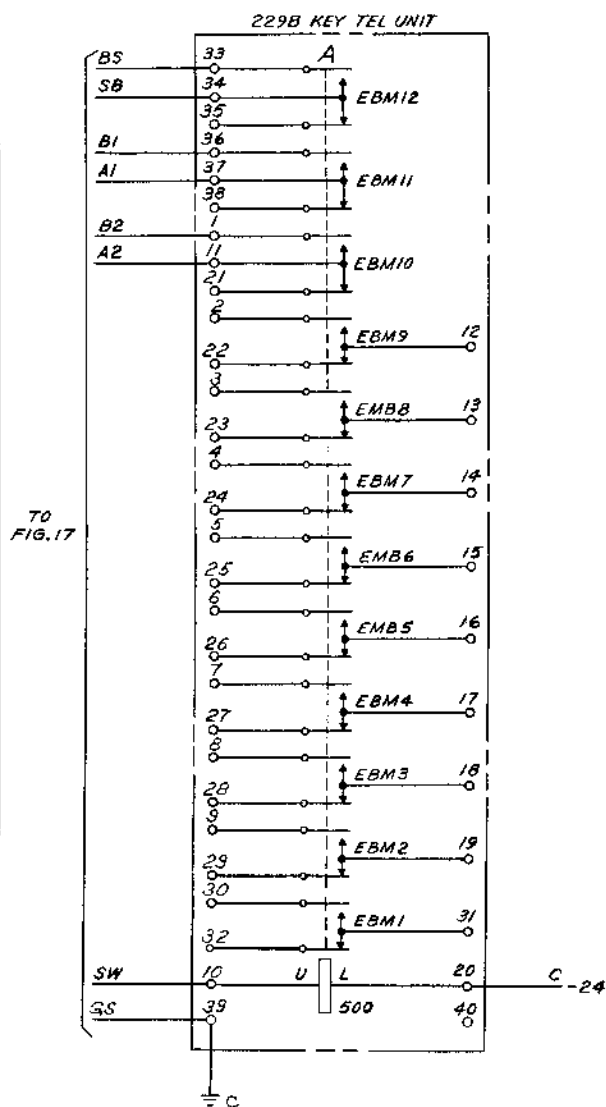 229B KEY TEL UNIT
A
BS 33
SB 34 EBM12
35
B1 36
A1 37 EBM11
38
B2 1
A2 11 EBM10
21
2
EBM9 12
22
3
EMB8 13
23
4
EBM7 14
24
TO
FIG.17
5
EMB6 15
25
6
EMB5 16
26
7
EBM4 17
27
8
EBM3 18
28
9
EBM2 19
29
30
EBM1 31
32
SW 10 U L 20 C -24
500
GS 39 40
C